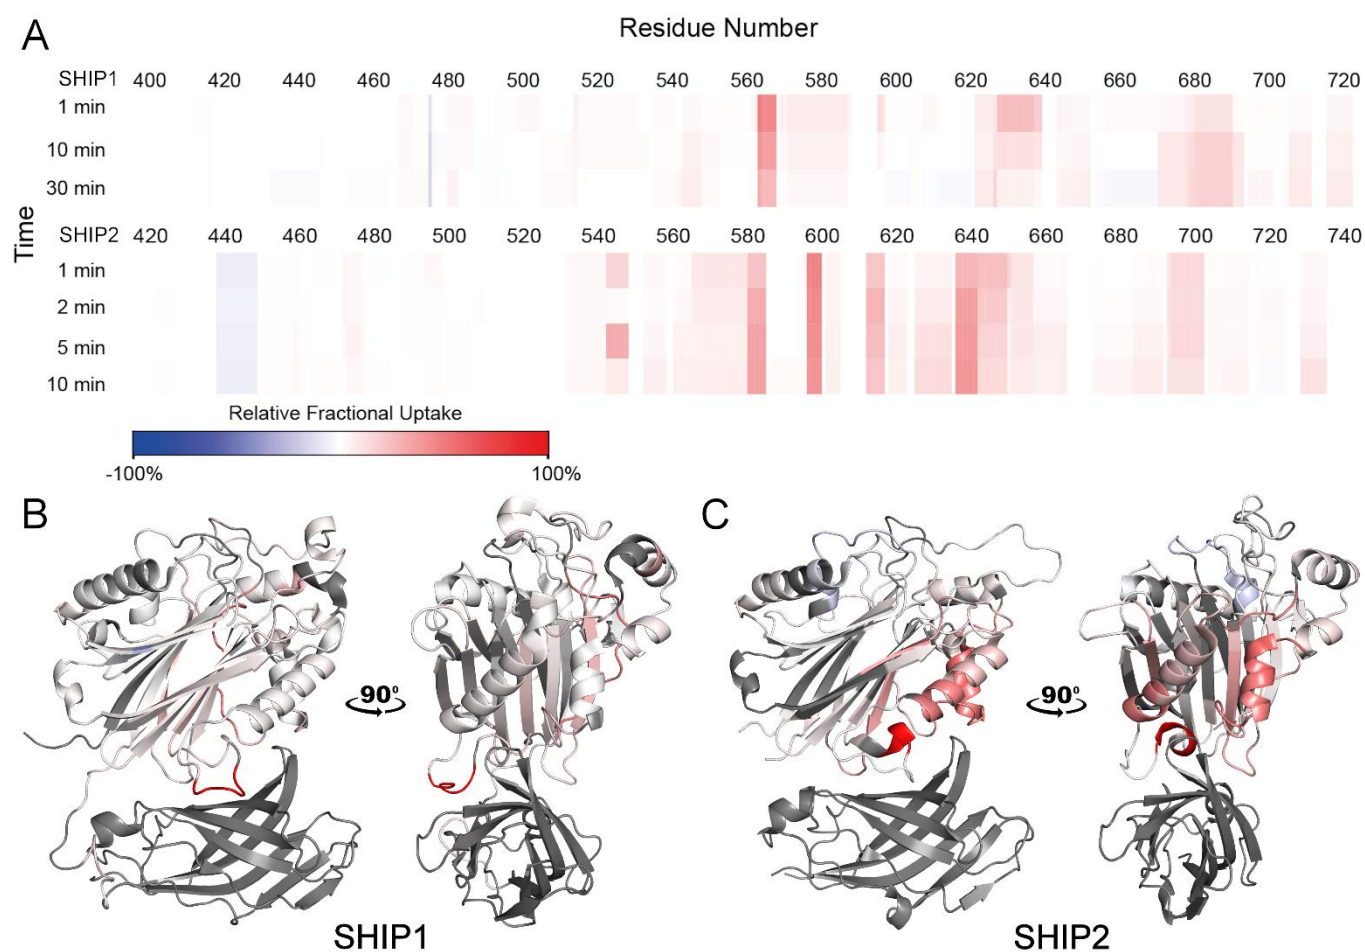 A
Residue Number
SHIP1 400 420 440 460 480 500 520 540 560 580 600 620 640 660 680 700 720
1 min
10 min
30 min
Time
SHIP2 420 440 460 480 500 520 540 560 580 600 620 640 660 680 700 720 740
1 min
2 min
5 min
10 min
Relative Fractional Uptake
-100% 100%
B
C
90⁰
90⁰
SHIP1
SHIP2